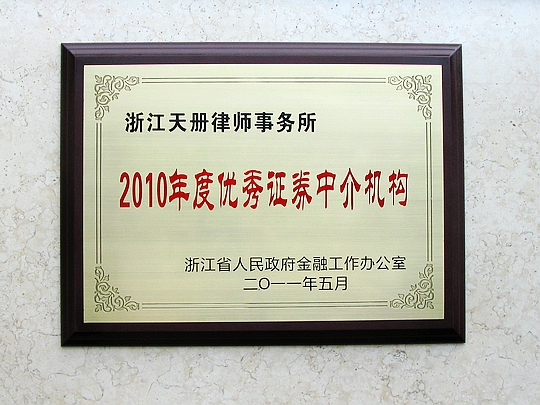 浙江天册律师事务所
2010年度优秀证券中介机构
浙江省人民政府金融工作办公室
二〇一一年五月